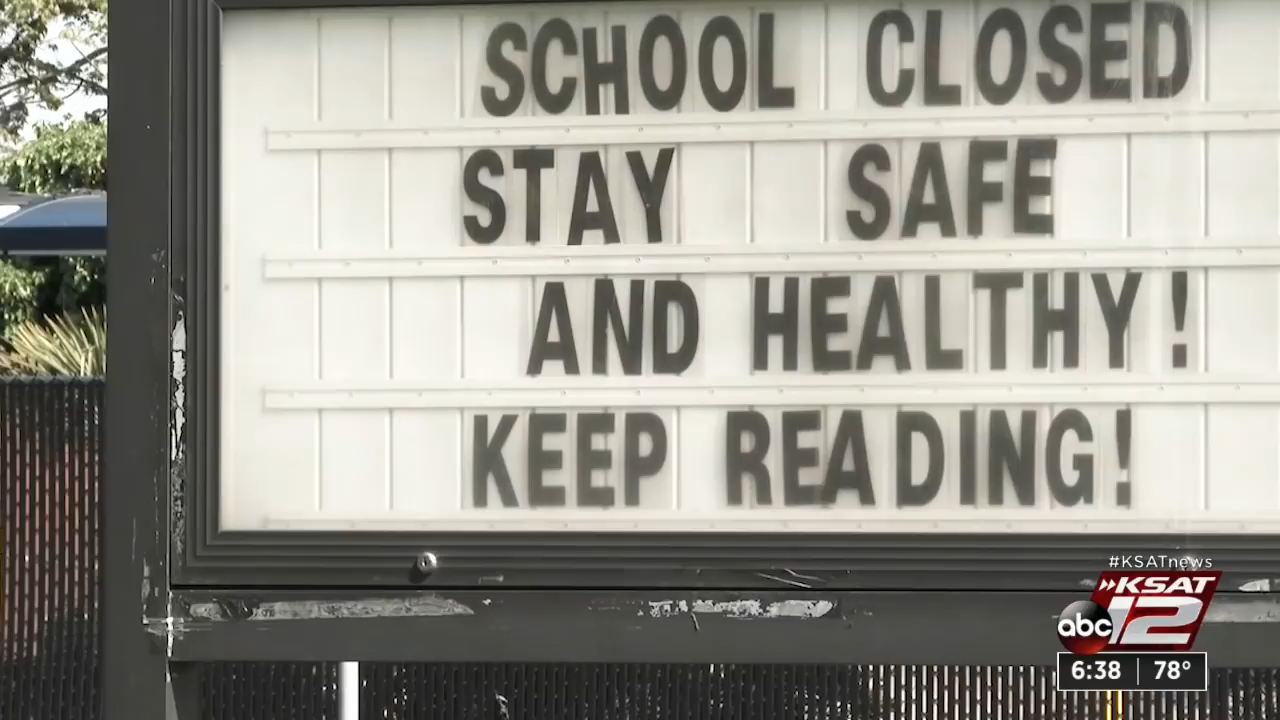 SCHOOL CLOSED
STAY SAFE
AND HEALTHY!
KEEP READING!
#KSATnews
KSAT
abc 12
6:38 78°